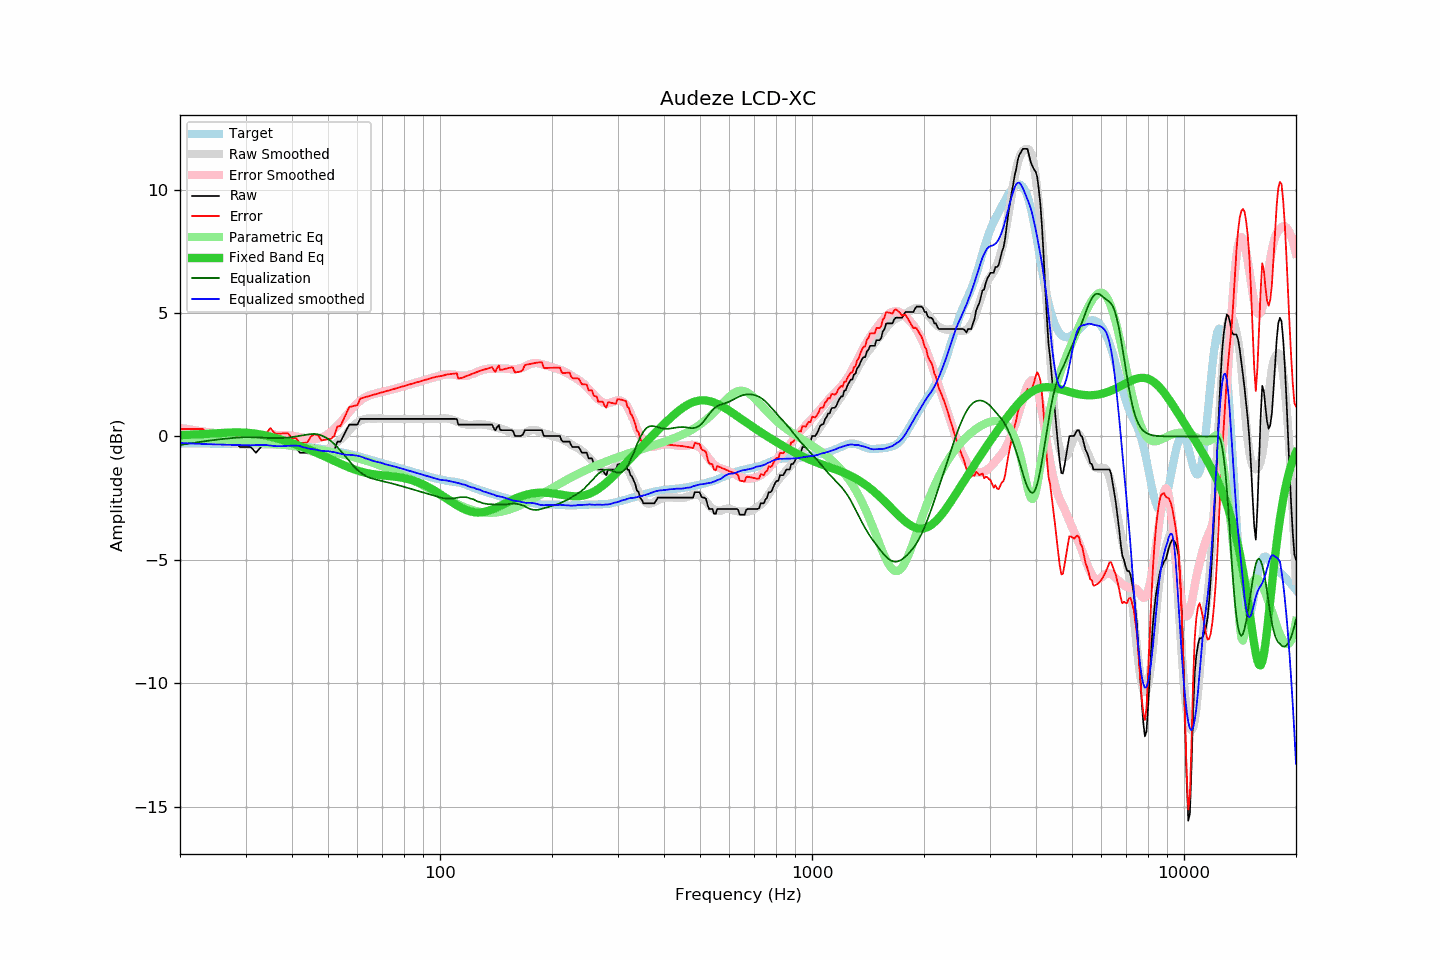 Audeze LCD-XC
Target
Raw Smoothed
Error Smoothed
Raw
Error
Parametric Eq
Fixed Band Eq
Equalization
Equalized smoothed
10
5
0
−5
−10
−15
Amplitude (dBr)
100 1000 10000
Frequency (Hz)